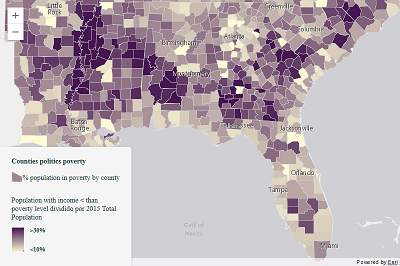 Little
Rock
Greenville
+
−
Columbia
Birmingham
Atlanta
Montgomery
Baton
Rouge
Tallahassee
Jacksonville
Counties politics poverty
% population in poverty by county
Orlando
Tampa
Population with income < than
poverty level dividido por 2015 Total
Population
>30%
<10%
Gulf of
Mexico
Miami
Powered by Esri